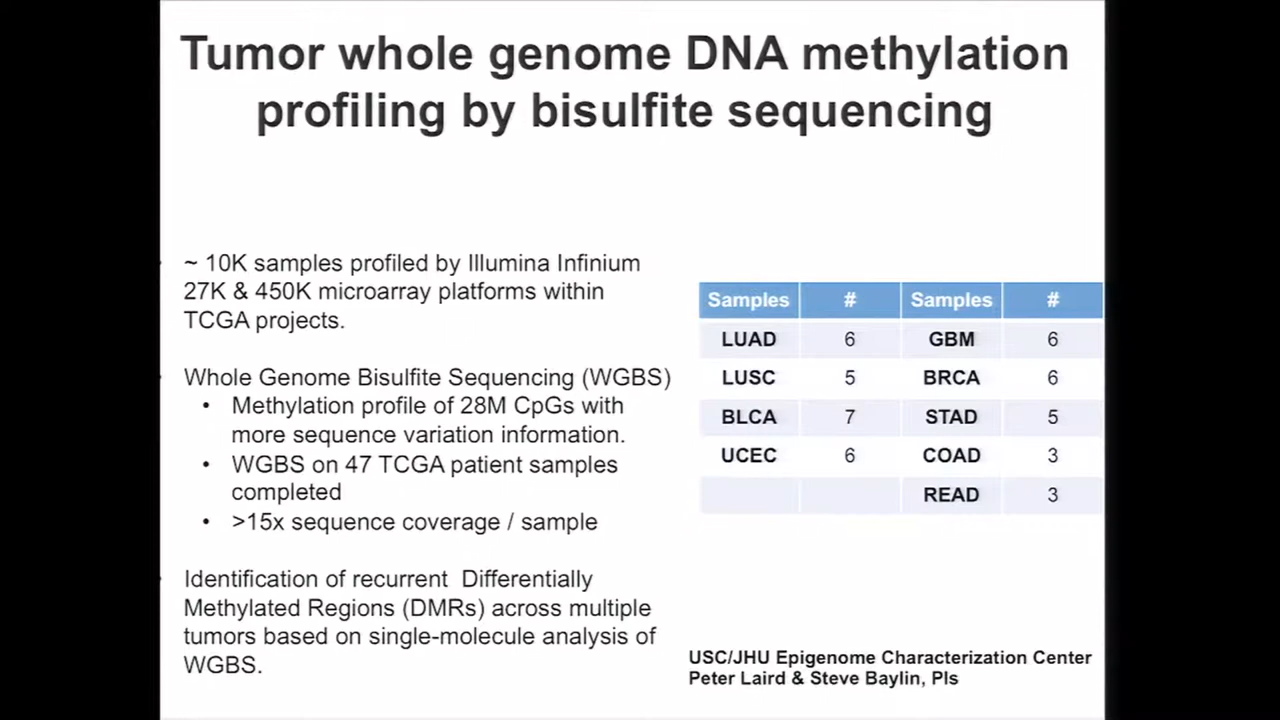 Tumor whole genome DNA methylation
profiling by bisulfite sequencing
~ 10K samples profiled by Illumina Infinium
27K & 450K microarray platforms within
TCGA projects.
Whole Genome Bisulfite Sequencing (WGBS)
• Methylation profile of 28M CpGs with
more sequence variation information.
• WGBS on 47 TCGA patient samples
completed
• >15x sequence coverage / sample
Identification of recurrent Differentially
Methylated Regions (DMRs) across multiple
tumors based on single-molecule analysis of
WGBS.
Samples # Samples #
LUAD 6 GBM 6
LUSC 5 BRCA 6
BLCA 7 STAD 5
UCEC 6 COAD 3
READ 3
USC/JHU Epigenome Characterization Center
Peter Laird & Steve Baylin, PIs